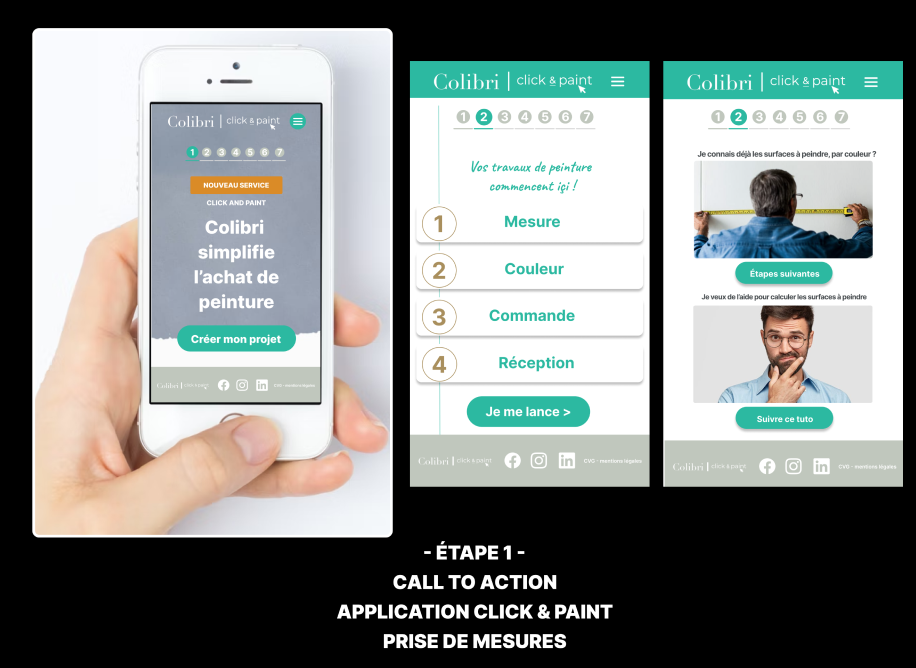 Colibri | click & paint
1 2 3 4 5 6 7
NOUVEAU SERVICE
CLICK AND PAINT
Colibri
simplifie
l'achat de
peinture
Créer mon projet
Colibri | click & paint
CVG - mentions légales
Colibri | click & paint
1 2 3 4 5 6 7
Vos travaux de peinture
commencent içi !
1 Mesure
2 Couleur
3 Commande
4 Réception
Je me lance >
Colibri | click & paint
CVG - mentions légales
Colibri | click & paint
1 2 3 4 5 6 7
Je connais déjà les surfaces à peindre, par couleur ?
Étapes suivantes
Je veux de l'aide pour calculer les surfaces à peindre
Suivre ce tuto
Colibri | click & paint
CVG - mentions légales
- ÉTAPE 1 -
CALL TO ACTION
APPLICATION CLICK & PAINT
PRISE DE MESURES